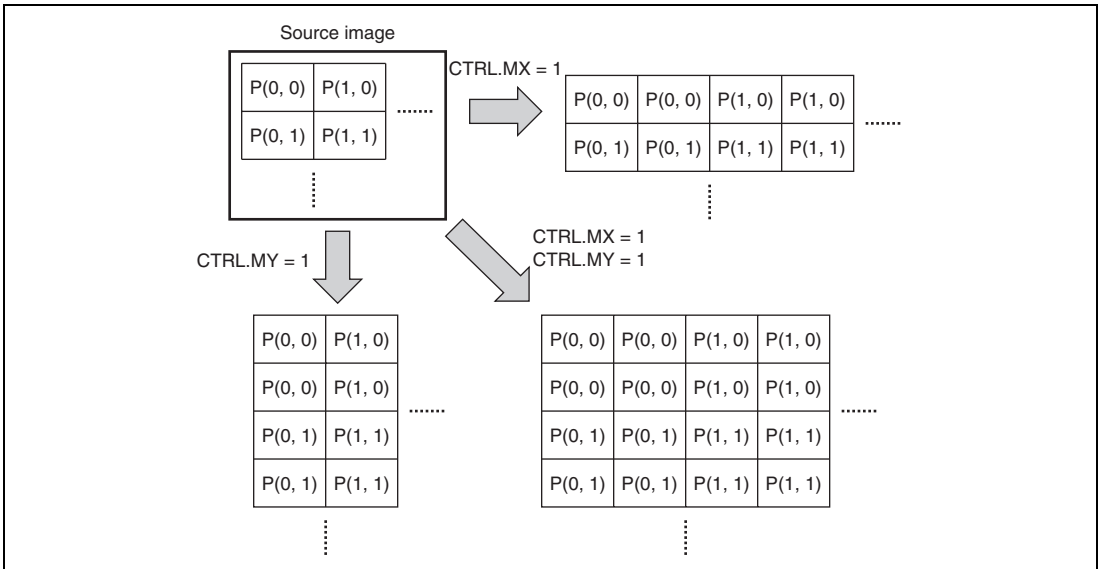 Source image
P(0, 0) P(1, 0)
P(0, 1) P(1, 1)
CTRL.MX = 1
P(0, 0) P(0, 0) P(1, 0) P(1, 0)
P(0, 1) P(0, 1) P(1, 1) P(1, 1)
CTRL.MY = 1
CTRL.MX = 1
CTRL.MY = 1
P(0, 0) P(1, 0)
P(0, 0) P(1, 0)
P(0, 1) P(1, 1)
P(0, 1) P(1, 1)
P(0, 0) P(0, 0) P(1, 0) P(1, 0)
P(0, 0) P(0, 0) P(1, 0) P(1, 0)
P(0, 1) P(0, 1) P(1, 1) P(1, 1)
P(0, 1) P(0, 1) P(1, 1) P(1, 1)